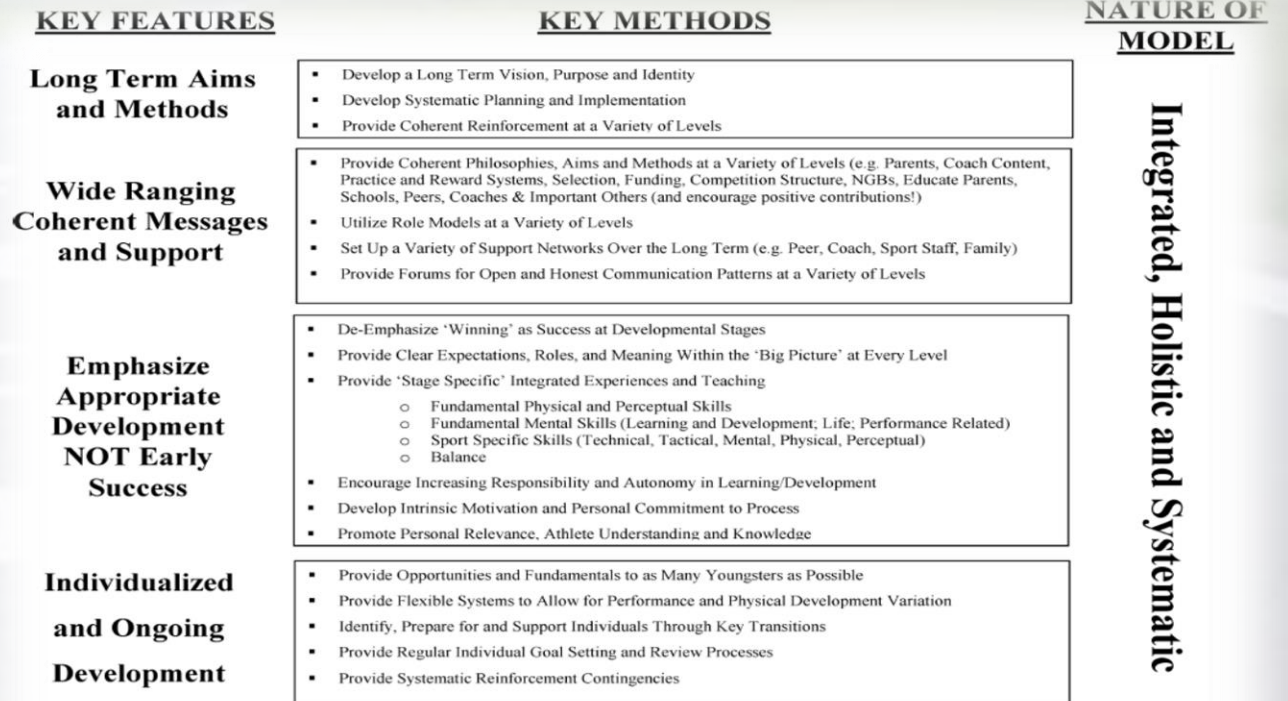 KEY FEATURES
KEY METHODS
NATURE OF
MODEL
Long Term Aims
and Methods
▪ Develop a Long Term Vision, Purpose and Identity
▪ Develop Systematic Planning and Implementation
▪ Provide Coherent Reinforcement at a Variety of Levels
Wide Ranging
Coherent Messages
and Support
▪ Provide Coherent Philosophies, Aims and Methods at a Variety of Levels (e.g. Parents, Coach Content,
Practice and Reward Systems, Selection, Funding, Competition Structure, NGBs, Educate Parents,
Schools, Peers, Coaches & Important Others (and encourage positive contributions!)
▪ Utilize Role Models at a Variety of Levels
▪ Set Up a Variety of Support Networks Over the Long Term (e.g. Peer, Coach, Sport Staff, Family)
▪ Provide Forums for Open and Honest Communication Patterns at a Variety of Levels
Emphasize
Appropriate
Development
NOT Early
Success
▪ De-Emphasize ‘Winning’ as Success at Developmental Stages
▪ Provide Clear Expectations, Roles, and Meaning Within the ‘Big Picture’ at Every Level
▪ Provide ‘Stage Specific’ Integrated Experiences and Teaching
o Fundamental Physical and Perceptual Skills
o Fundamental Mental Skills (Learning and Development; Life; Performance Related)
o Sport Specific Skills (Technical, Tactical, Mental, Physical, Perceptual)
o Balance
▪ Encourage Increasing Responsibility and Autonomy in Learning/Development
▪ Develop Intrinsic Motivation and Personal Commitment to Process
▪ Promote Personal Relevance, Athlete Understanding and Knowledge
Individualized
and Ongoing
Development
▪ Provide Opportunities and Fundamentals to as Many Youngsters as Possible
▪ Provide Flexible Systems to Allow for Performance and Physical Development Variation
▪ Identify, Prepare for and Support Individuals Through Key Transitions
▪ Provide Regular Individual Goal Setting and Review Processes
▪ Provide Systematic Reinforcement Contingencies
Integrated, Holistic and Systematic